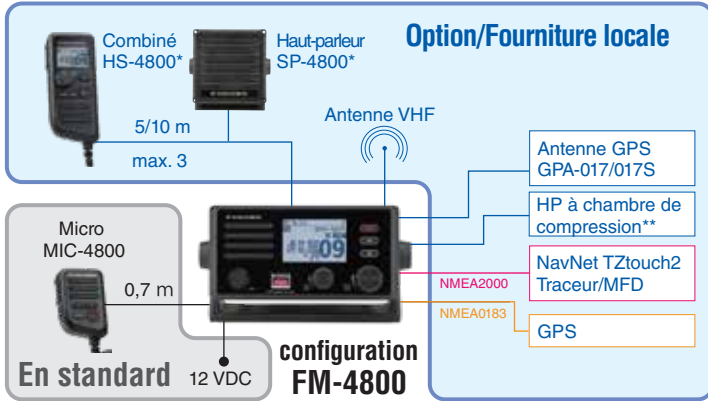 Option/Fourniture locale
Combiné
HS-4800*
Haut-parleur
SP-4800*
5/10 m
max. 3
Antenne VHF
Antenne GPS
GPA-017/017S
HP à chambre de
compression**
NavNet TZtouch2
Traceur/MFD
GPS
NMEA2000
NMEA0183
Micro
MIC-4800
0,7 m
En standard
12 VDC
configuration
FM-4800
09